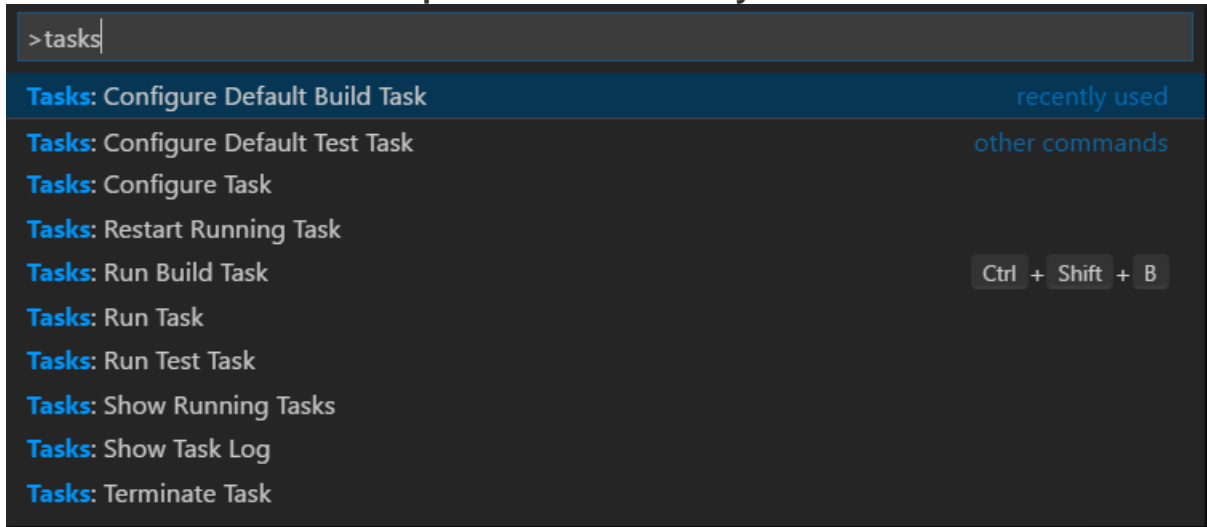 >tasks
Tasks: Configure Default Build Task recently used
Tasks: Configure Default Test Task other commands
Tasks: Configure Task
Tasks: Restart Running Task
Tasks: Run Build Task Ctrl + Shift + B
Tasks: Run Task
Tasks: Run Test Task
Tasks: Show Running Tasks
Tasks: Show Task Log
Tasks: Terminate Task